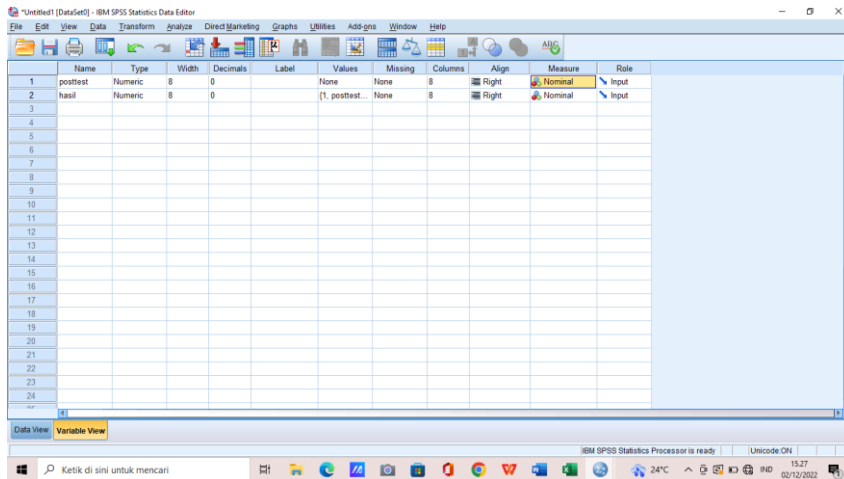 *Untitled1 [DataSet0] - IBM SPSS Statistics Data Editor
File Edit View Data Transform Analyze Direct Marketing Graphs Utilities Add-ons Window Help
Name Type Width Decimals Label Values Missing Columns Align Measure Role
1 posttest Numeric 8 0 None None 8 Right Nominal Input
2 hasil Numeric 8 0 {1, posttest... None 8 Right Nominal Input
3
4
5
6
7
8
9
10
11
12
13
14
15
16
17
18
19
20
21
22
23
24
Data View Variable View
IBM SPSS Statistics Processor is ready Unicode:ON
Ketik di sini untuk mencari 24°C IND 15.27
02/12/2022